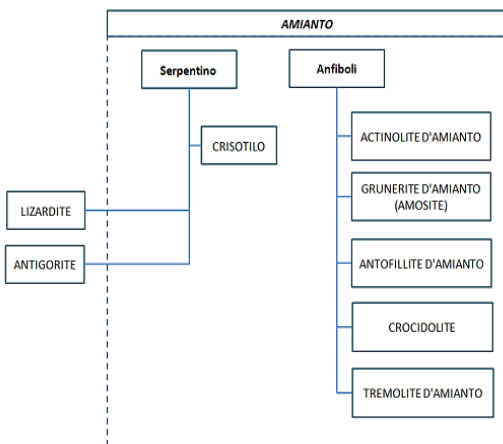 AMIANTO
Serpentino
Anfiboli
CRISOTILO
LIZARDITE
ANTIGORITE
ACTINOLITE D'AMIANTO
GRUNERITE D'AMIANTO
(AMOSITE)
ANTOFILLITE D'AMIANTO
CROCIDOLITE
TREMOLITE D'AMIANTO